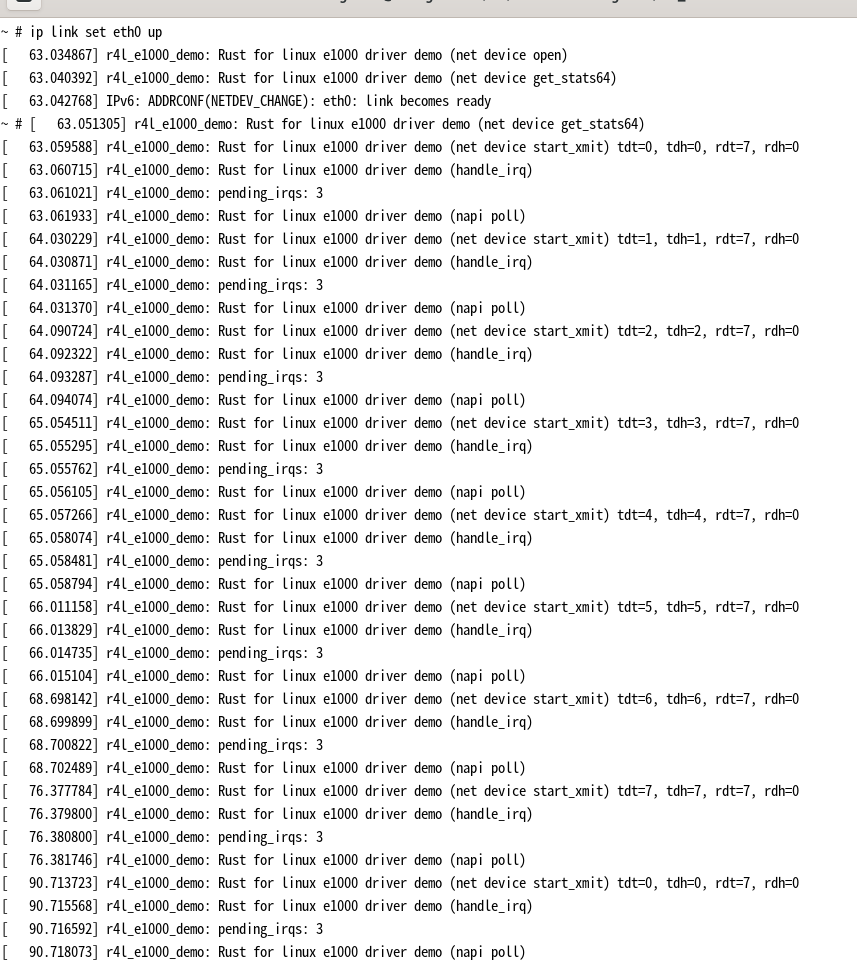 ~ # ip link set eth0 up
[   63.034867] r4l_e1000_demo: Rust for linux e1000 driver demo (net device open)
[   63.040392] r4l_e1000_demo: Rust for linux e1000 driver demo (net device get_stats64)
[   63.042768] IPv6: ADDRCONF(NETDEV_CHANGE): eth0: link becomes ready
~ # [   63.051305] r4l_e1000_demo: Rust for linux e1000 driver demo (net device get_stats64)
[   63.059588] r4l_e1000_demo: Rust for linux e1000 driver demo (net device start_xmit) tdt=0, tdh=0, rdt=7, rdh=0
[   63.060715] r4l_e1000_demo: Rust for linux e1000 driver demo (handle_irq)
[   63.061021] r4l_e1000_demo: pending_irqs: 3
[   63.061933] r4l_e1000_demo: Rust for linux e1000 driver demo (napi poll)
[   64.030229] r4l_e1000_demo: Rust for linux e1000 driver demo (net device start_xmit) tdt=1, tdh=1, rdt=7, rdh=0
[   64.030871] r4l_e1000_demo: Rust for linux e1000 driver demo (handle_irq)
[   64.031165] r4l_e1000_demo: pending_irqs: 3
[   64.031370] r4l_e1000_demo: Rust for linux e1000 driver demo (napi poll)
[   64.090724] r4l_e1000_demo: Rust for linux e1000 driver demo (net device start_xmit) tdt=2, tdh=2, rdt=7, rdh=0
[   64.092322] r4l_e1000_demo: Rust for linux e1000 driver demo (handle_irq)
[   64.093287] r4l_e1000_demo: pending_irqs: 3
[   64.094074] r4l_e1000_demo: Rust for linux e1000 driver demo (napi poll)
[   65.054511] r4l_e1000_demo: Rust for linux e1000 driver demo (net device start_xmit) tdt=3, tdh=3, rdt=7, rdh=0
[   65.055295] r4l_e1000_demo: Rust for linux e1000 driver demo (handle_irq)
[   65.055762] r4l_e1000_demo: pending_irqs: 3
[   65.056105] r4l_e1000_demo: Rust for linux e1000 driver demo (napi poll)
[   65.057266] r4l_e1000_demo: Rust for linux e1000 driver demo (net device start_xmit) tdt=4, tdh=4, rdt=7, rdh=0
[   65.058074] r4l_e1000_demo: Rust for linux e1000 driver demo (handle_irq)
[   65.058481] r4l_e1000_demo: pending_irqs: 3
[   65.058794] r4l_e1000_demo: Rust for linux e1000 driver demo (napi poll)
[   66.011158] r4l_e1000_demo: Rust for linux e1000 driver demo (net device start_xmit) tdt=5, tdh=5, rdt=7, rdh=0
[   66.013829] r4l_e1000_demo: Rust for linux e1000 driver demo (handle_irq)
[   66.014735] r4l_e1000_demo: pending_irqs: 3
[   66.015104] r4l_e1000_demo: Rust for linux e1000 driver demo (napi poll)
[   68.698142] r4l_e1000_demo: Rust for linux e1000 driver demo (net device start_xmit) tdt=6, tdh=6, rdt=7, rdh=0
[   68.699899] r4l_e1000_demo: Rust for linux e1000 driver demo (handle_irq)
[   68.700822] r4l_e1000_demo: pending_irqs: 3
[   68.702489] r4l_e1000_demo: Rust for linux e1000 driver demo (napi poll)
[   76.377784] r4l_e1000_demo: Rust for linux e1000 driver demo (net device start_xmit) tdt=7, tdh=7, rdt=7, rdh=0
[   76.379800] r4l_e1000_demo: Rust for linux e1000 driver demo (handle_irq)
[   76.380800] r4l_e1000_demo: pending_irqs: 3
[   76.381746] r4l_e1000_demo: Rust for linux e1000 driver demo (napi poll)
[   90.713723] r4l_e1000_demo: Rust for linux e1000 driver demo (net device start_xmit) tdt=0, tdh=0, rdt=7, rdh=0
[   90.715568] r4l_e1000_demo: Rust for linux e1000 driver demo (handle_irq)
[   90.716592] r4l_e1000_demo: pending_irqs: 3
[   90.718073] r4l_e1000_demo: Rust for linux e1000 driver demo (napi poll)